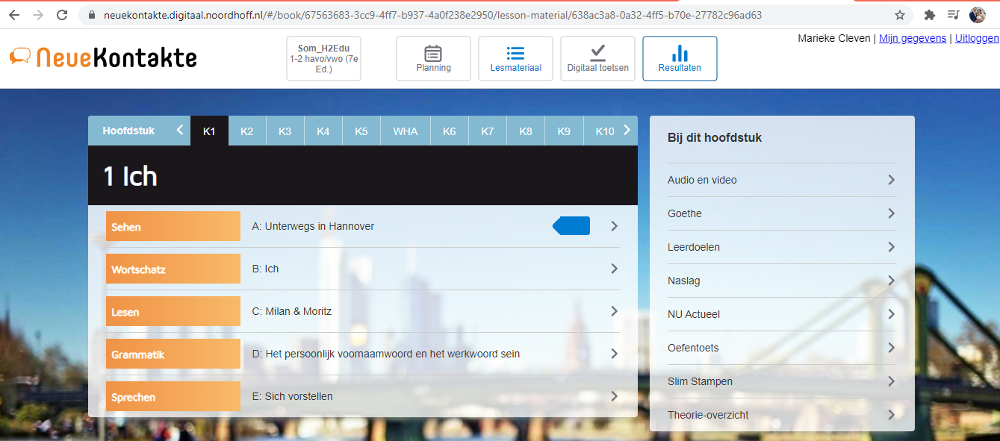 neuekontakte.digitaal.noordhoff.nl/#/book/67563683-3cc9-4ff7-b937-4a0f238e2950/lesson-material/638ac3a8-0a32-4ff5-b70e-27782c96ad63
Marieke Cleven | Mijn gegevens | Uitloggen
NeueKontakte
Som_H2Edu
1-2 havo/vwo (7e
Ed.)
Planning
Lesmateriaal
Digitaal toetsen
Resultaten
Hoofdstuk K1 K2 K3 K4 K5 WHA K6 K7 K8 K9 K10
1 Ich
Sehen A: Unterwegs in Hannover
Wortschatz B: Ich
Lesen C: Milan & Moritz
Grammatik D: Het persoonlijk voornaamwoord en het werkwoord sein
Sprechen E: Sich vorstellen
Bij dit hoofdstuk
Audio en video
Goethe
Leerdoelen
Naslag
NU Actueel
Oefentoets
Slim Stampen
Theorie-overzicht